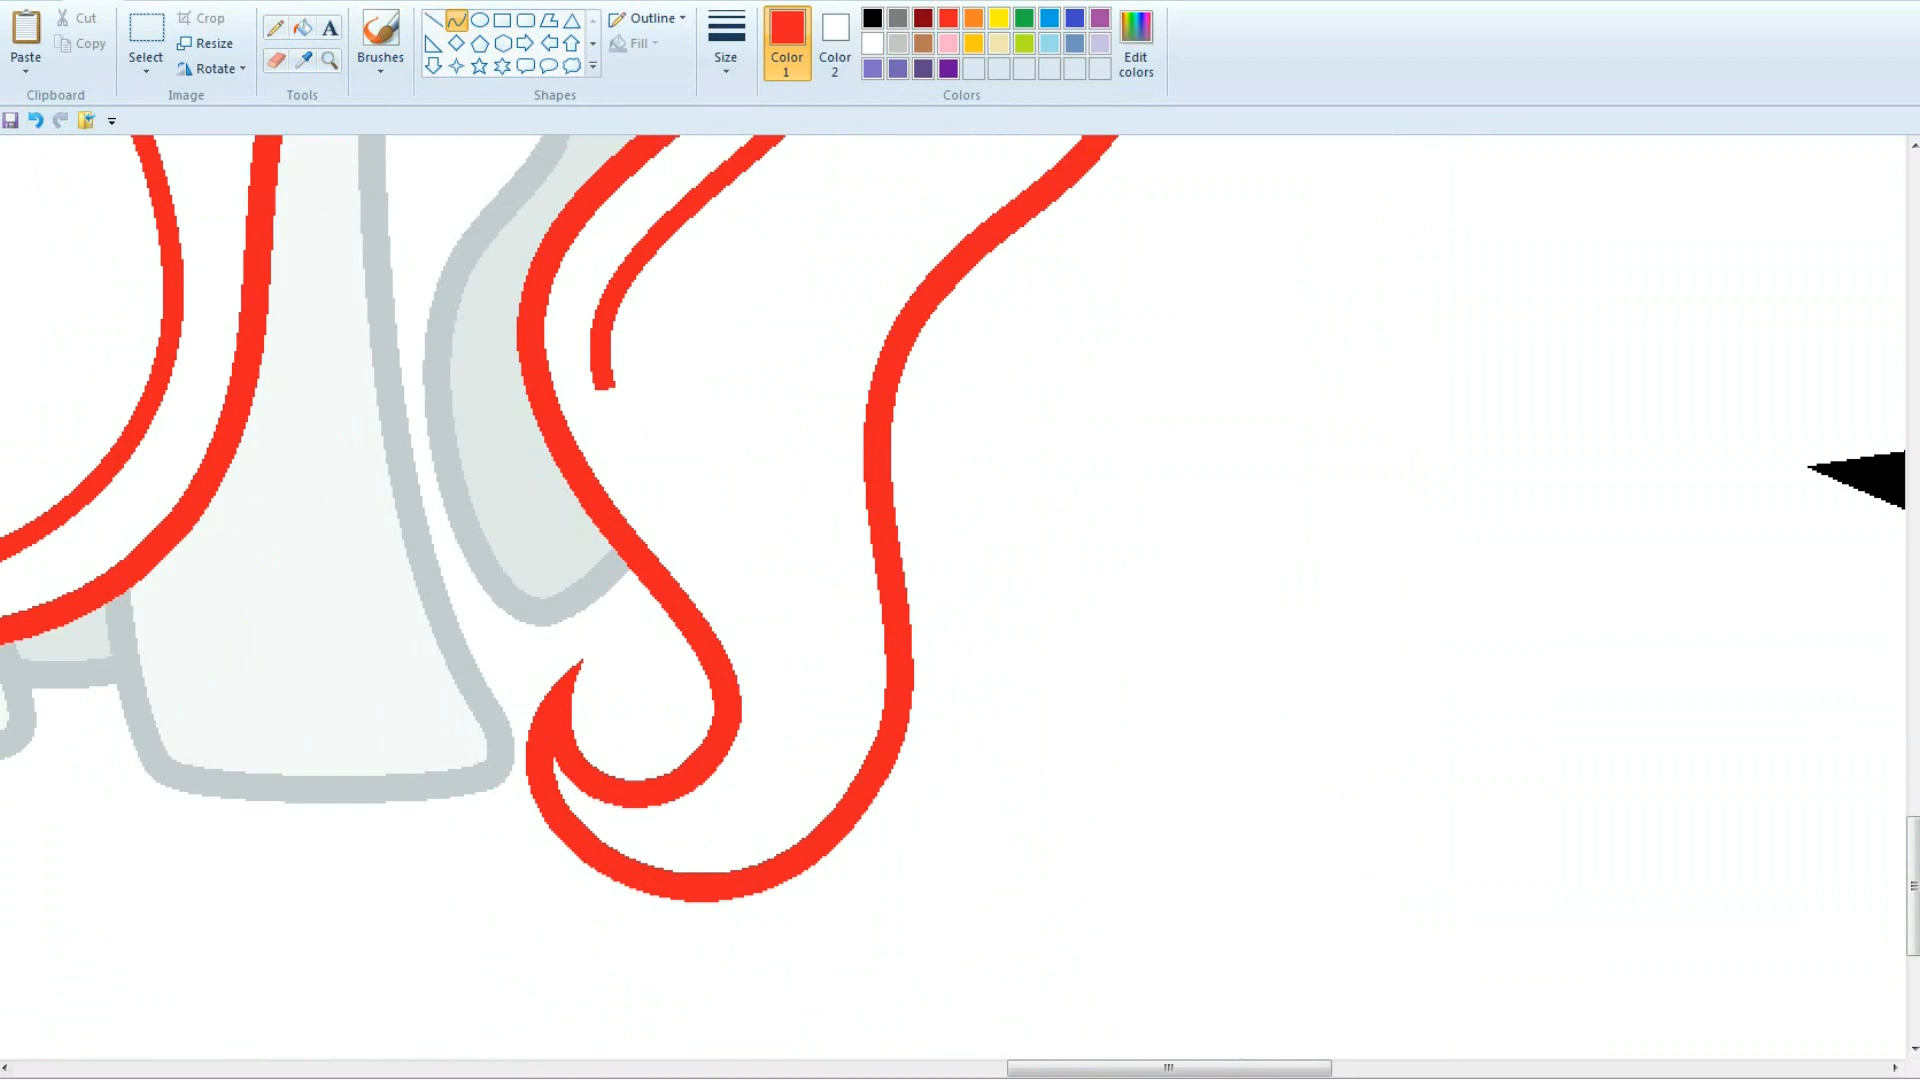 Paste
Cut
Copy
Clipboard
Select
Crop
Resize
Rotate
Image
A
Tools
Brushes
Shapes
Outline
Fill
Size
Color
1
Color
2
Colors
Edit
colors